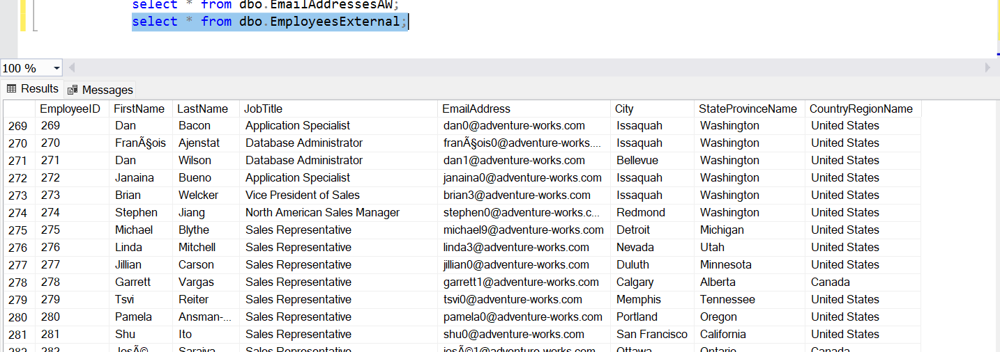 select * from dbo.EmailAddressesAW;
select * from dbo.EmployeesExternal;
100 %
Results Messages
EmployeeID FirstName LastName JobTitle EmailAddress City StateProvinceName CountryRegionName
269 269 Dan Bacon Application Specialist dan0@adventure-works.com Issaquah Washington United States
270 270 FranÃ§ois Ajenstat Database Administrator franÃ§ois0@adventure-works.... Issaquah Washington United States
271 271 Dan Wilson Database Administrator dan1@adventure-works.com Bellevue Washington United States
272 272 Janaina Bueno Application Specialist janaina0@adventure-works.com Issaquah Washington United States
273 273 Brian Welcker Vice President of Sales brian3@adventure-works.com Issaquah Washington United States
274 274 Stephen Jiang North American Sales Manager stephen0@adventure-works.c... Redmond Washington United States
275 275 Michael Blythe Sales Representative michael9@adventure-works.com Detroit Michigan United States
276 276 Linda Mitchell Sales Representative linda3@adventure-works.com Nevada Utah United States
277 277 Jillian Carson Sales Representative jillian0@adventure-works.com Duluth Minnesota United States
278 278 Garrett Vargas Sales Representative garrett1@adventure-works.com Calgary Alberta Canada
279 279 Tsvi Reiter Sales Representative tsvi0@adventure-works.com Memphis Tennessee United States
280 280 Pamela Ansman-... Sales Representative pamela0@adventure-works.com Portland Oregon United States
281 281 Shu Ito Sales Representative shu0@adventure-works.com San Francisco California United States
282 282 JosÃ© Saraiva Sales Representative josÃ©1@adventure-works.com Ottawa Ontario Canada